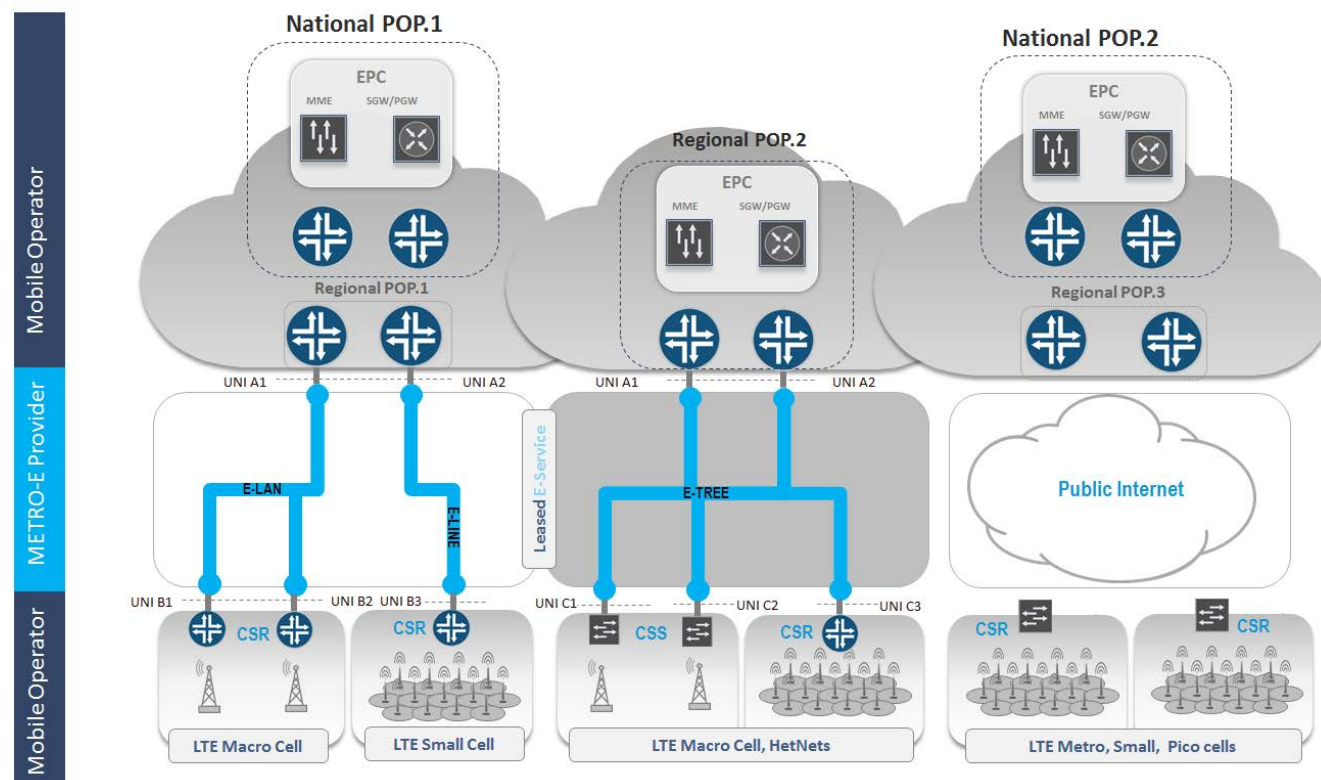 National POP.1
EPC
MME SGW/PGW
Regional POP.1
Regional POP.2
EPC
MME SGW/PGW
National POP.2
EPC
MME SGW/PGW
Regional POP.3
Mobile Operator
METRO-E Provider
Mobile Operator
UNI A1
UNI A2
UNI A1
UNI A2
E-LAN
E-LINE
Leased E-Service
E-TREE
Public Internet
UNI B1
UNI B2
UNI B3
UNI C1
UNI C2
UNI C3
CSR
CSR
CSS
CSR
CSR
CSR
LTE Macro Cell
LTE Small Cell
LTE Macro Cell, HetNets
LTE Metro, Small, Pico cells